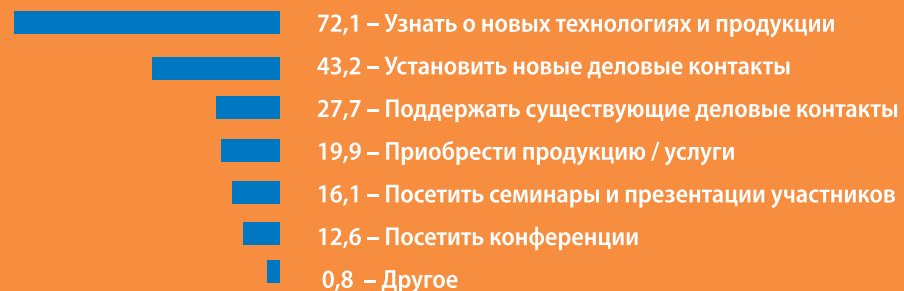 72,1 – Узнать о новых технологиях и продукции
43,2 – Установить новые деловые контакты
27,7 – Поддержать существующие деловые контакты
19,9 – Приобрести продукцию / услуги
16,1 – Посетить семинары и презентации участников
12,6 – Посетить конференции
0,8 – Другое